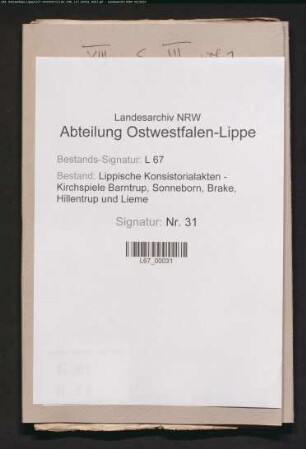 Landesarchiv NRW
Abteilung Ostwestfalen-Lippe
Bestands-Signatur: L 67
Bestand: Lippische Konsistorialakten -
Kirchspiele Barntrup, Sonneborn, Brake,
Hillentrup und Lieme
Signatur: Nr. 31
L67_00031